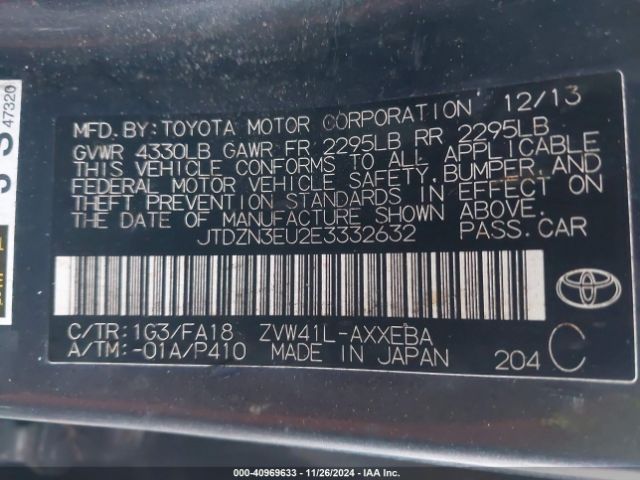 47320
MFD.BY:TOYOTA MOTOR CORPORATION 12/13
GVWR 4330LB GAWR FR 2295LB RR 2295LB
THIS VEHICLE CONFORMS TO ALL APPLICABLE
FEDERAL MOTOR VEHICLE SAFETY,BUMPER,AND
THEFT PREVENTION STANDARDS IN EFFECT ON
THE DATE OF MANUFACTURE SHOWN ABOVE.
JTDZN3EU2E3332632 PASS.CAR
C/TR:1G3/FA18 ZVW41L-AXXEBA
A/TM:-01A/P410 MADE IN JAPAN 204 C
000-40969633 — 11/26/2024 — IAA Inc.